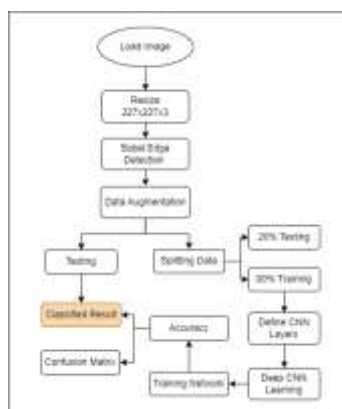 Load Image
Resize
227x227x3
Sobel Edge
Detection
Data Augmentation
Testing
Splitting Data
20% Testing
80% Training
Classified Result
Accuracy
Define CNN
Layers
Confusion Matrix
Training Network
Deep CNN
Learning